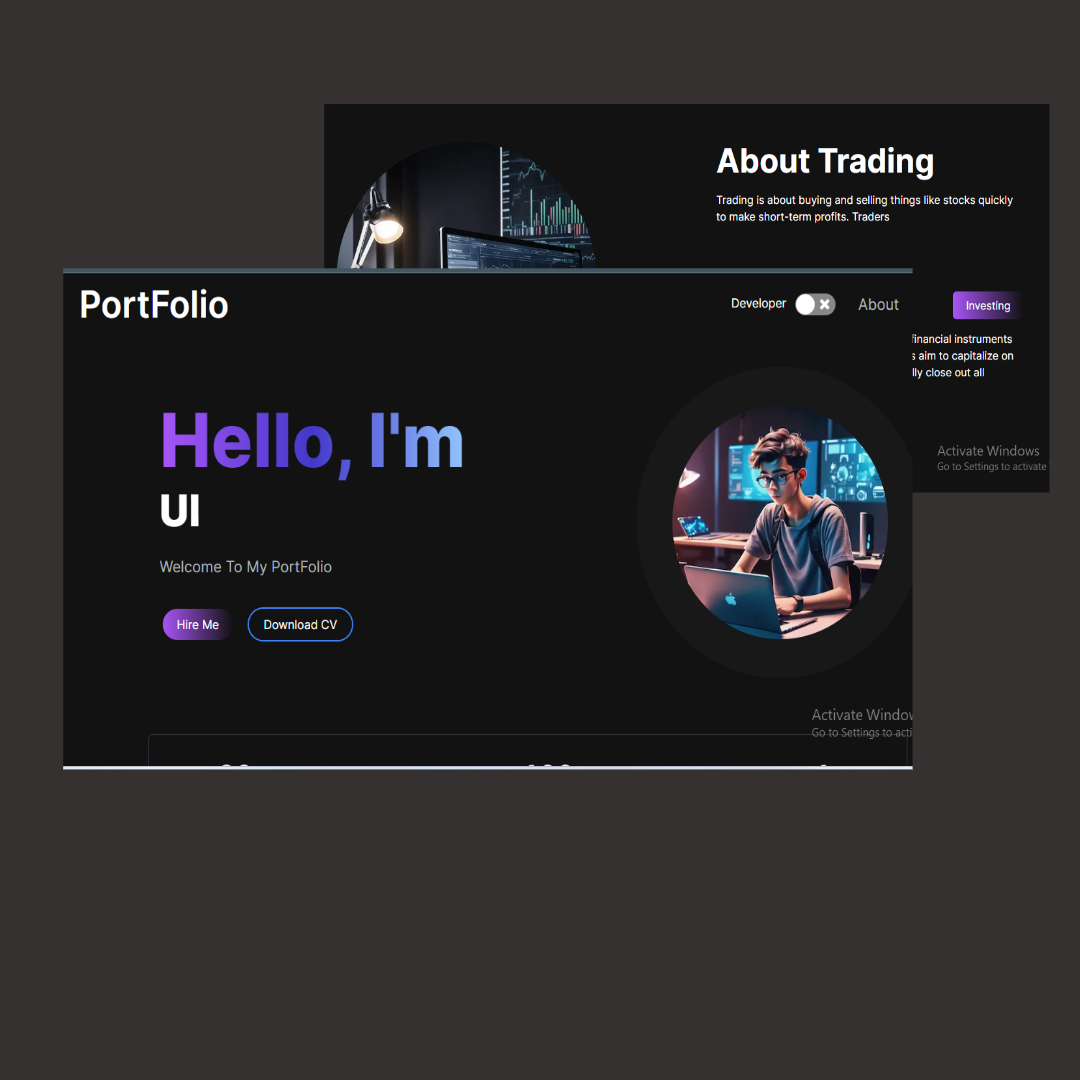 About Trading
Trading is about buying and selling things like stocks quickly
to make short-term profits. Traders
Investing
financial instruments
s aim to capitalize on
lly close out all
Activate Windows
Go to Settings to activate
PortFolio
Developer
About
Hello, I'm
UI
Welcome To My PortFolio
Hire Me
Download CV
Activate Window
Go to Settings to acti